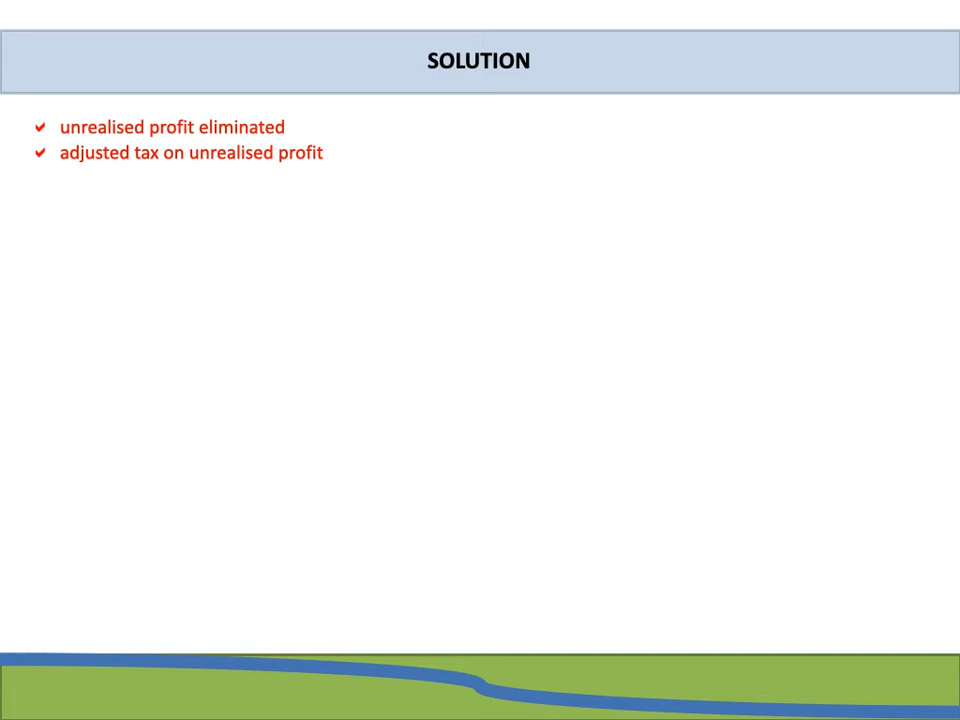 SOLUTION
✓ unrealised profit eliminated
✓ adjusted tax on unrealised profit